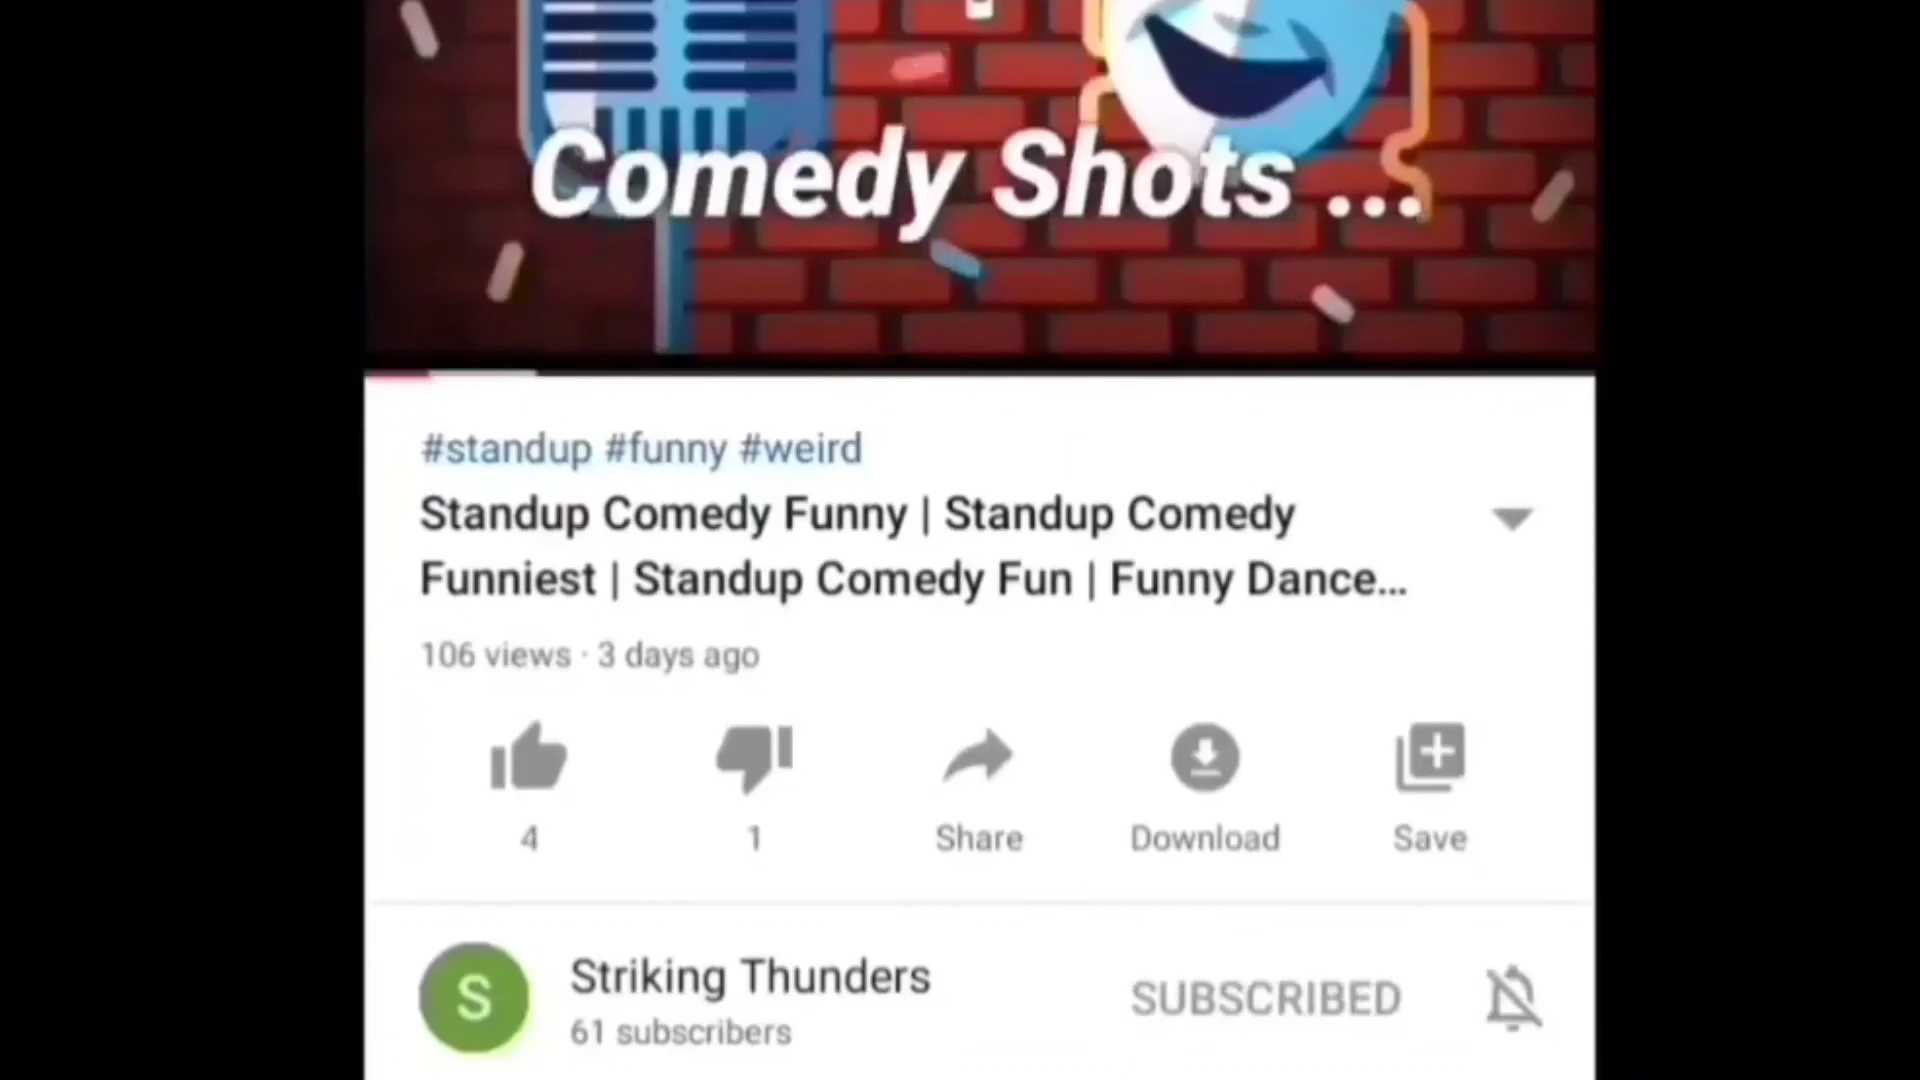 Comedy Shots ...
#standup #funny #weird
Standup Comedy Funny | Standup Comedy
Funniest | Standup Comedy Fun | Funny Dance...
106 views · 3 days ago
4 1 Share Download Save
S Striking Thunders SUBSCRIBED
61 subscribers